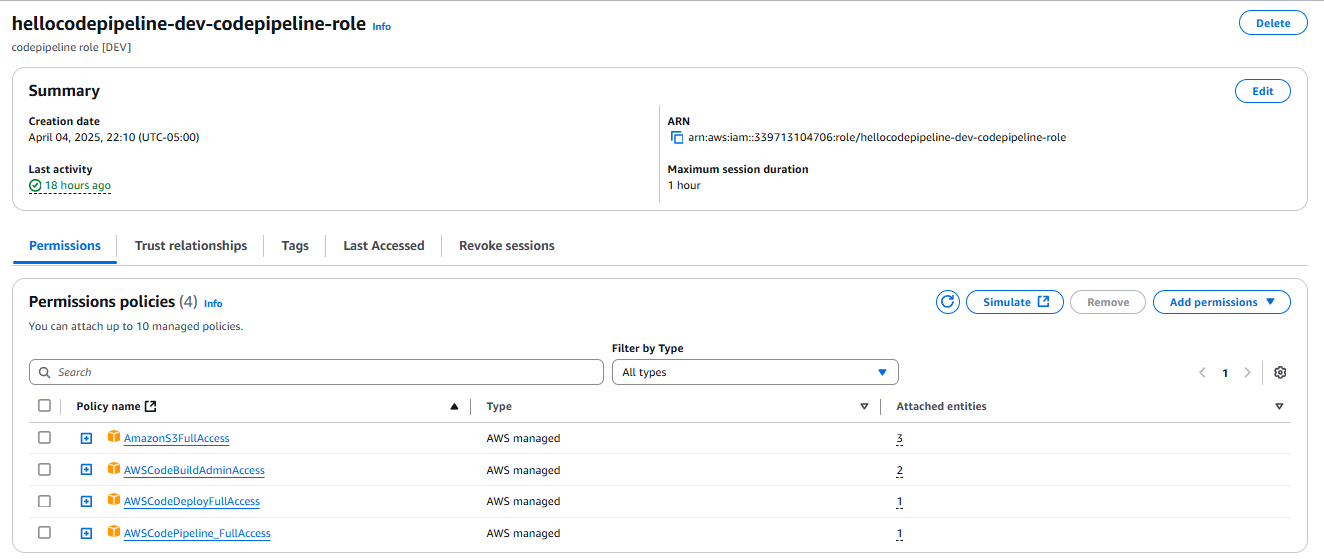 hellocodepipeline-dev-codepipeline-role Info
Delete
codepipeline role [DEV]
Summary
Edit
Creation date
April 04, 2025, 22:10 (UTC-05:00)
ARN
arn:aws:iam::339713104706:role/hellocodepipeline-dev-codepipeline-role
Last activity
18 hours ago
Maximum session duration
1 hour
Permissions Trust relationships Tags Last Accessed Revoke sessions
Permissions policies (4) Info
Simulate Remove Add permissions
You can attach up to 10 managed policies.
Filter by Type
Search All types 1
Policy name Type Attached entities
AmazonS3FullAccess AWS managed 3
AWSCodeBuildAdminAccess AWS managed 2
AWSCodeDeployFullAccess AWS managed 1
AWSCodePipeline_FullAccess AWS managed 1